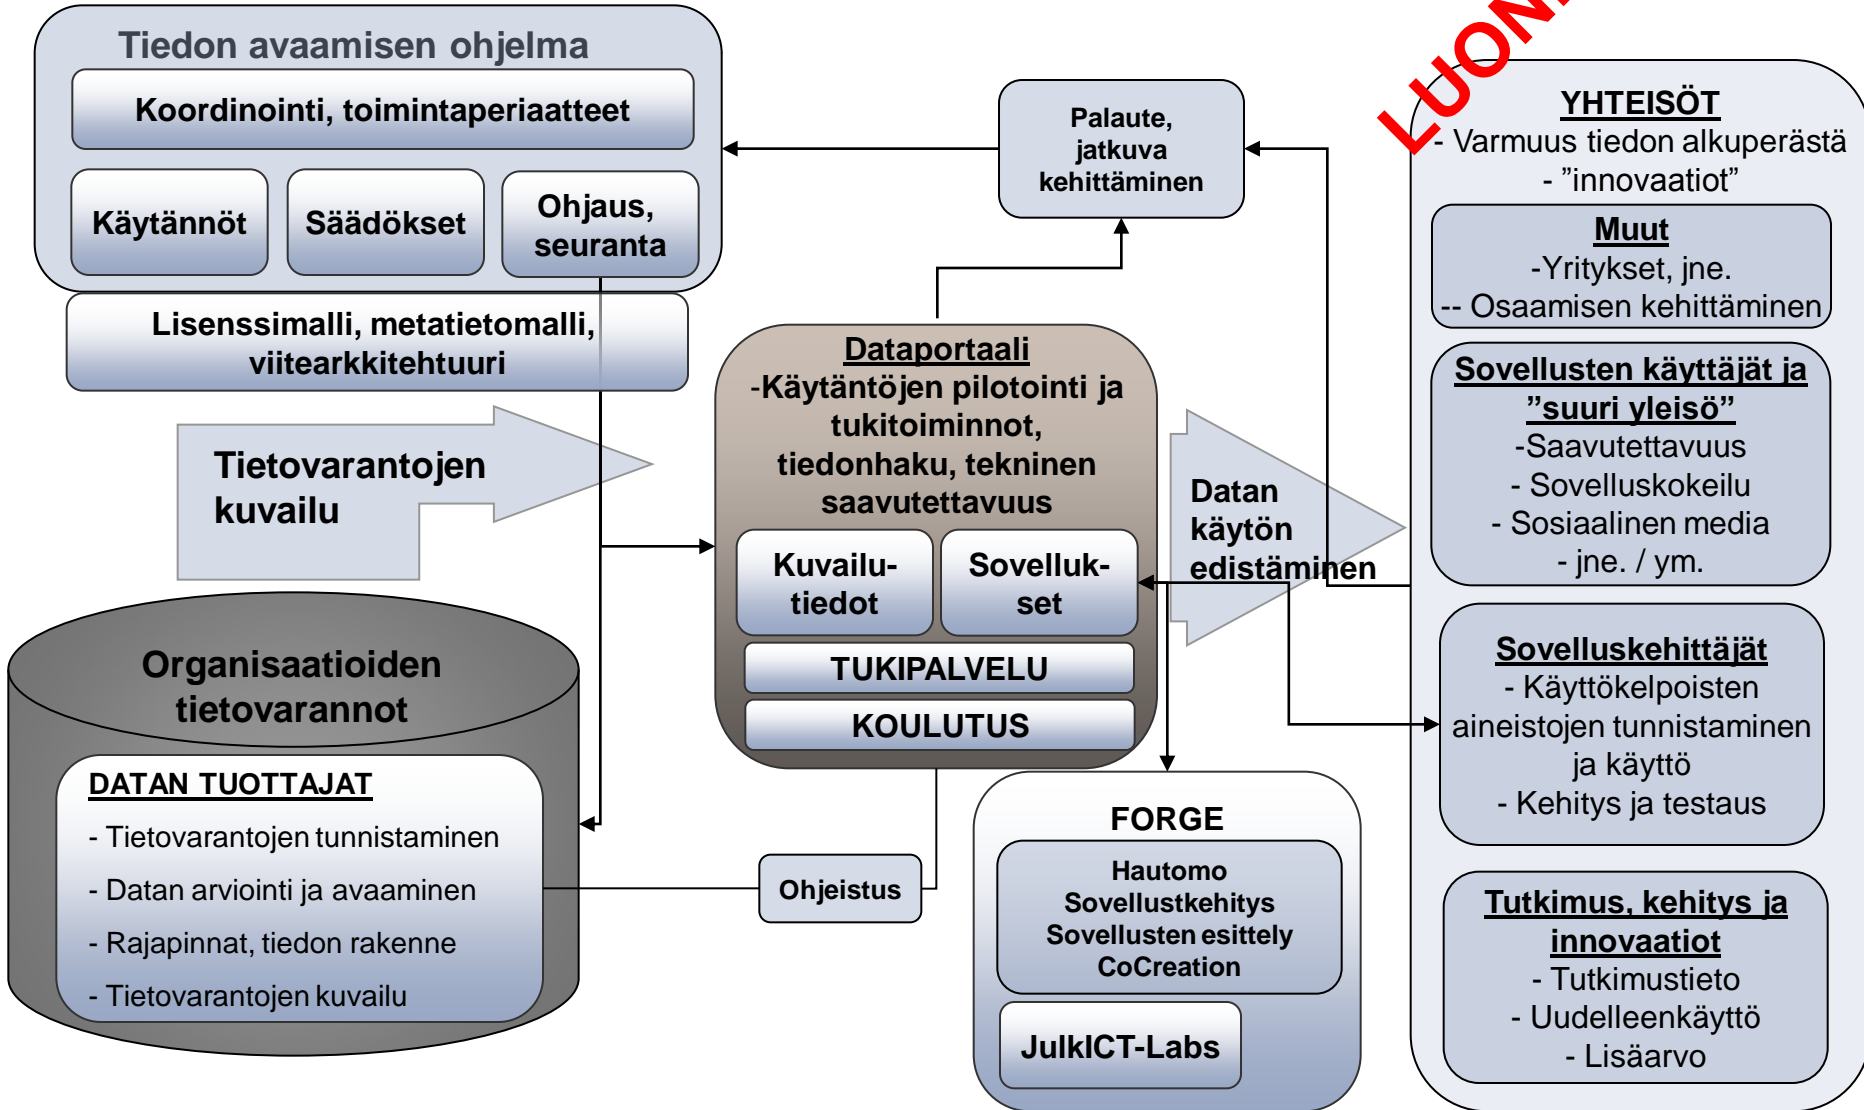 Tiedon avaamisen ohjelma
Koordinointi, toimintaperiaatteet
Käytännöt
Säädökset
Ohjaus,
seuranta
Lisenssimalli, metatietomalli,
viitearkkitehtuuri
Tietovarantojen
kuvailu
Organisaatioiden
tietovarannot
DATAN TUOTTAJAT
- Tietovarantojen tunnistaminen
- Datan arviointi ja avaaminen
- Rajapinnat, tiedon rakenne
- Tietovarantojen kuvailu
Palaute,
jatkuva
kehittäminen
Dataportaali
-Käytäntöjen pilotointi ja
tukitoiminnot,
tiedonhaku, tekninen
saavutettavuus
Kuvailu-
tiedot
Sovelluk-
set
TUKIPALVELU
KOULUTUS
Ohjeistus
Datan
käytön
edistäminen
FORGE
Hautomo
Sovellustkehitys
Sovellusten esittely
CoCreation
JulkICT-Labs
YHTEISÖT
- Varmuus tiedon alkuperästä
- ”innovaatiot”
Muut
-Yritykset, jne.
-- Osaamisen kehittäminen
Sovellusten käyttäjät ja
”suuri yleisö”
-Saavutettavuus
- Sovelluskokeilu
- Sosiaalinen media
- jne. / ym.
Sovelluskehittäjät
- Käyttökelpoisten
aineistojen tunnistaminen
ja käyttö
- Kehitys ja testaus
Tutkimus, kehitys ja
innovaatiot
- Tutkimustieto
- Uudelleenkäyttö
- Lisäarvo